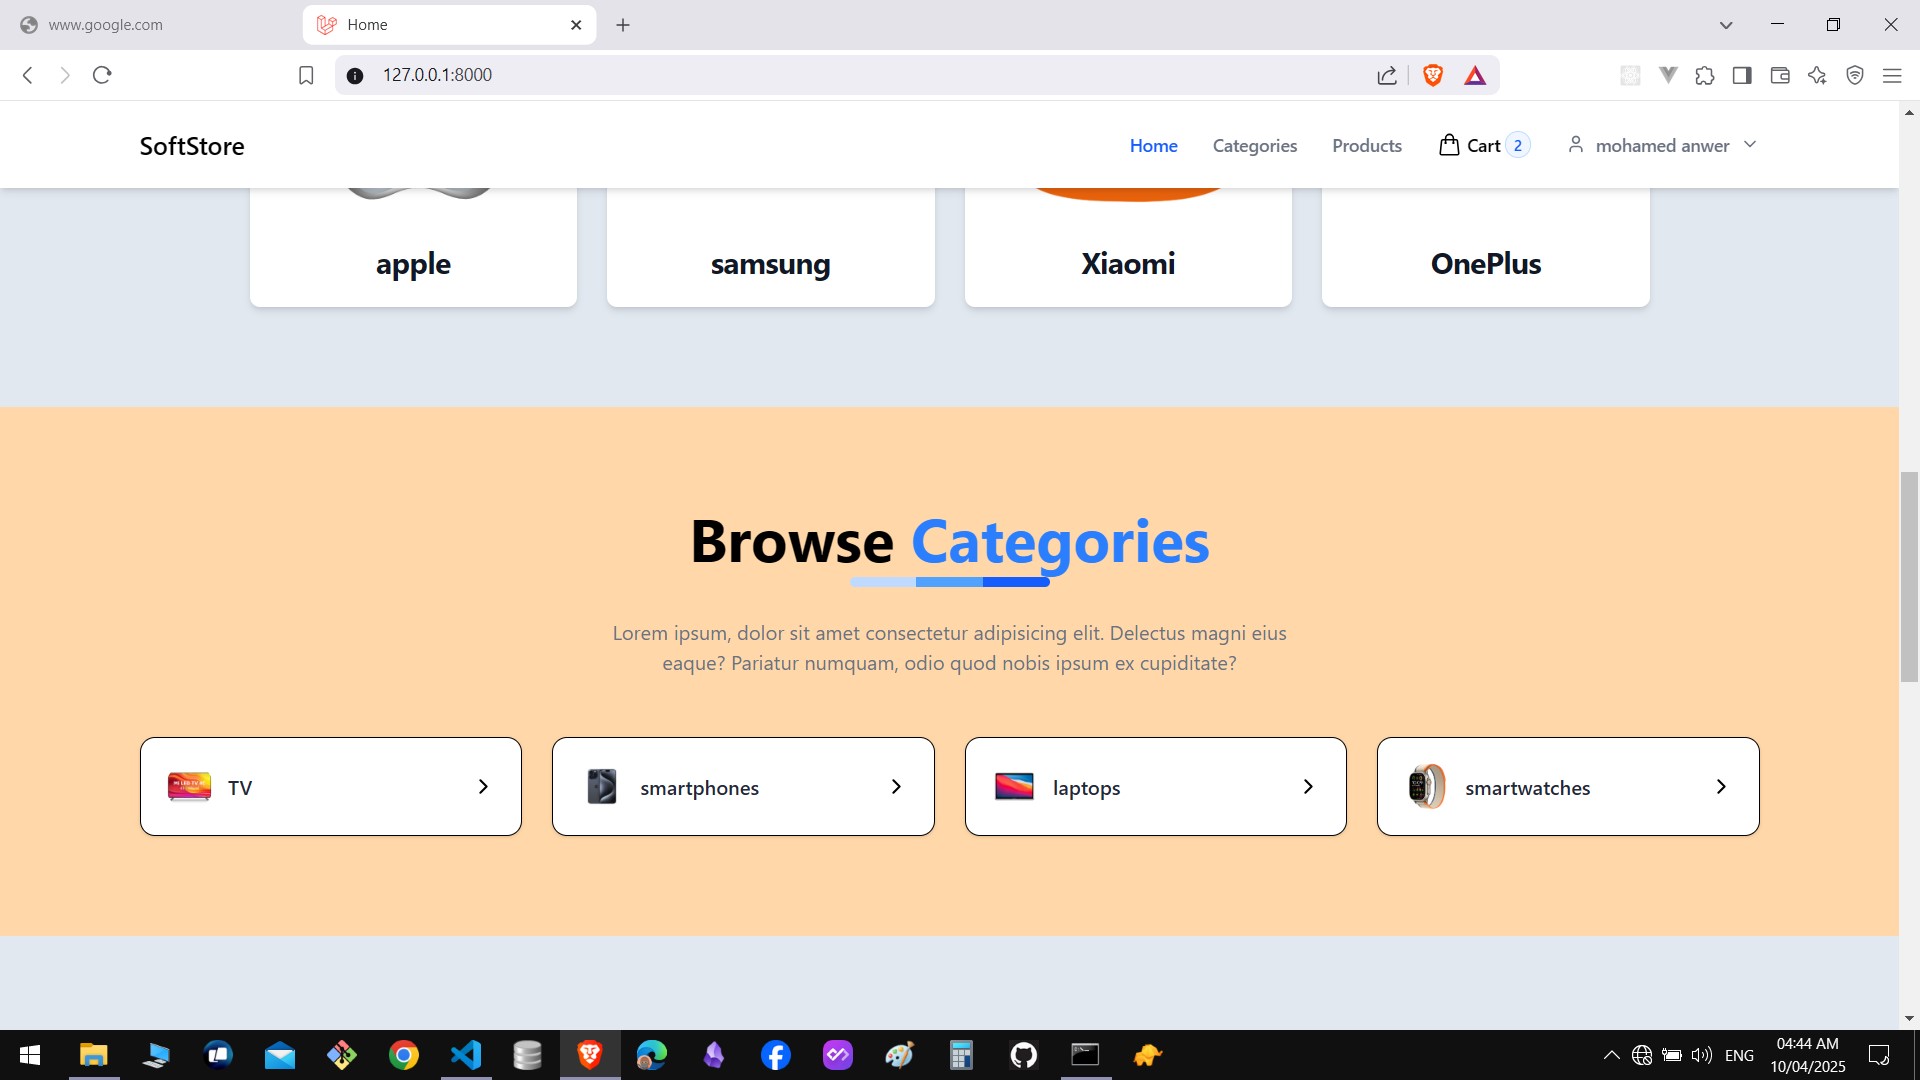 www.google.com
Home
127.0.0.1:8000
SoftStore
Home
Categories
Products
Cart 2
mohamed anwer
apple
samsung
Xiaomi
OnePlus
Browse Categories
Lorem ipsum, dolor sit amet consectetur adipisicing elit. Delectus magni eius
eaque? Pariatur numquam, odio quod nobis ipsum ex cupiditate?
TV
smartphones
laptops
smartwatches
ENG
04:44 AM
10/04/2025